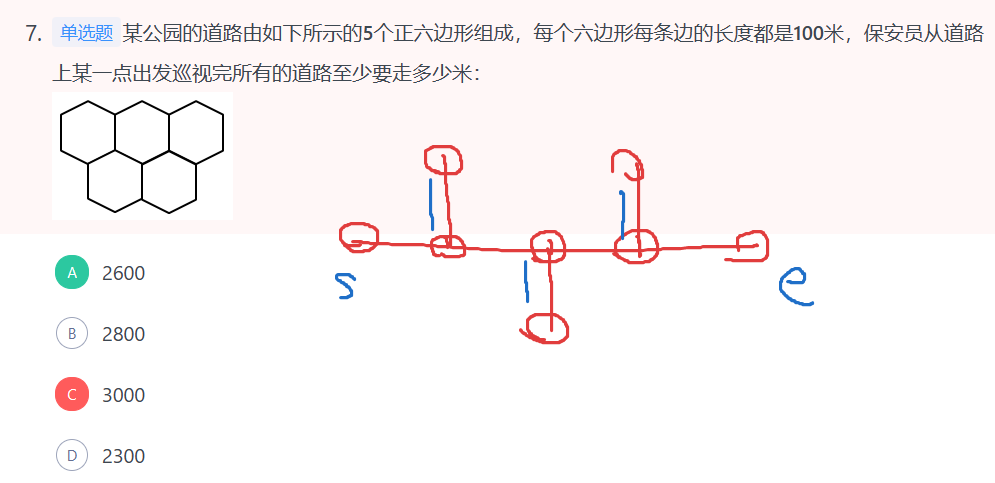 7. 单选题 某公园的道路由如下所示的5个正六边形组成，每个六边形每条边的长度都是100米，保安员从道路
上某一点出发巡视完所有的道路至少要走多少米：
S
e
A 2600
B 2800
C 3000
D 2300